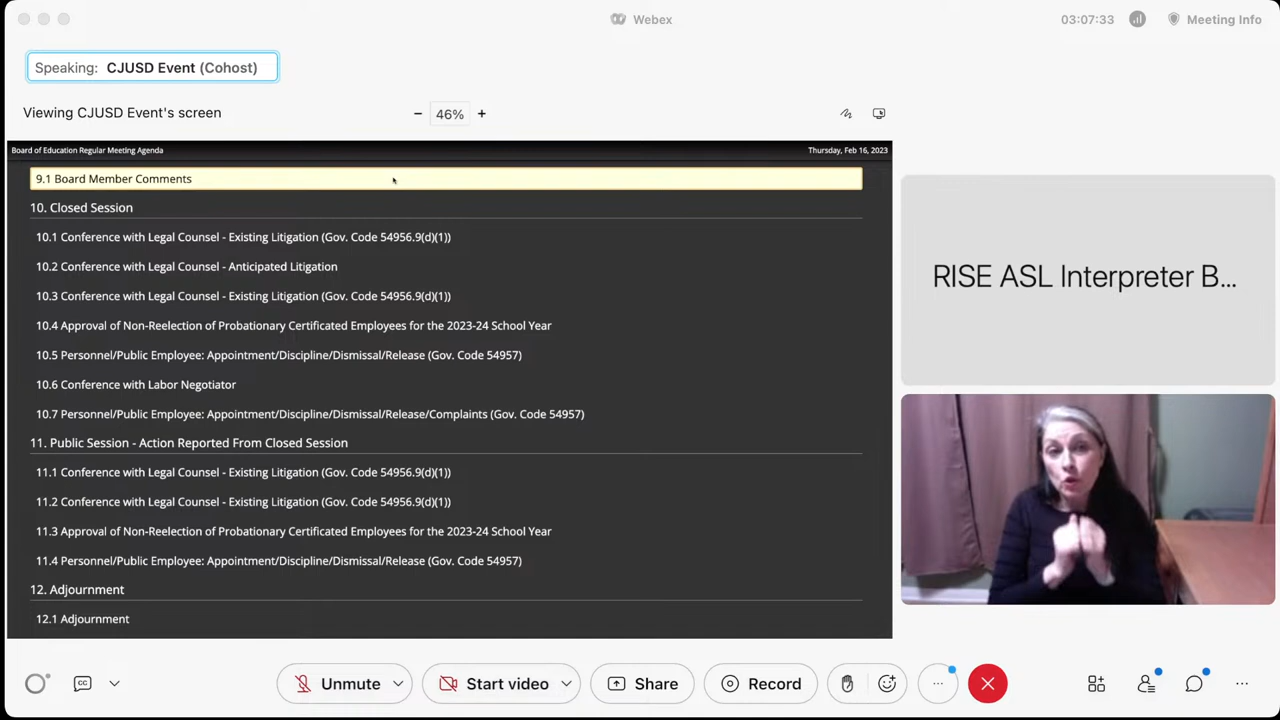 Webex
03:07:33
Meeting Info
Speaking: CJUSD Event (Cohost)
Viewing CJUSD Event's screen
− 46% +
Board of Education Regular Meeting Agenda
Thursday, Feb 16, 2023
9.1 Board Member Comments
10. Closed Session
10.1 Conference with Legal Counsel - Existing Litigation (Gov. Code 54956.9(d)(1))
10.2 Conference with Legal Counsel - Anticipated Litigation
10.3 Conference with Legal Counsel - Existing Litigation (Gov. Code 54956.9(d)(1))
10.4 Approval of Non-Reelection of Probationary Certificated Employees for the 2023-24 School Year
10.5 Personnel/Public Employee: Appointment/Discipline/Dismissal/Release (Gov. Code 54957)
10.6 Conference with Labor Negotiator
10.7 Personnel/Public Employee: Appointment/Discipline/Dismissal/Release/Complaints (Gov. Code 54957)
11. Public Session - Action Reported From Closed Session
11.1 Conference with Legal Counsel - Existing Litigation (Gov. Code 54956.9(d)(1))
11.2 Conference with Legal Counsel - Existing Litigation (Gov. Code 54956.9(d)(1))
11.3 Approval of Non-Reelection of Probationary Certificated Employees for the 2023-24 School Year
11.4 Personnel/Public Employee: Appointment/Discipline/Dismissal/Release (Gov. Code 54957)
12. Adjournment
12.1 Adjournment
RISE ASL Interpreter B...
CC
Unmute
Start video
Share
Record